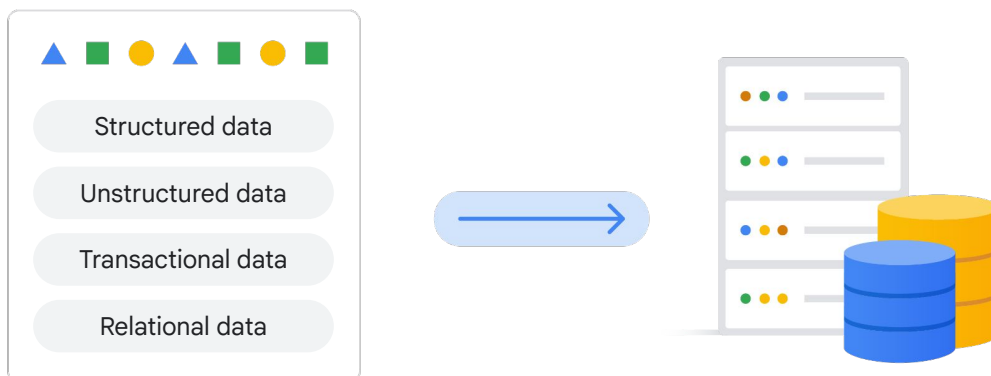 Structured data
Unstructured data
Transactional data
Relational data